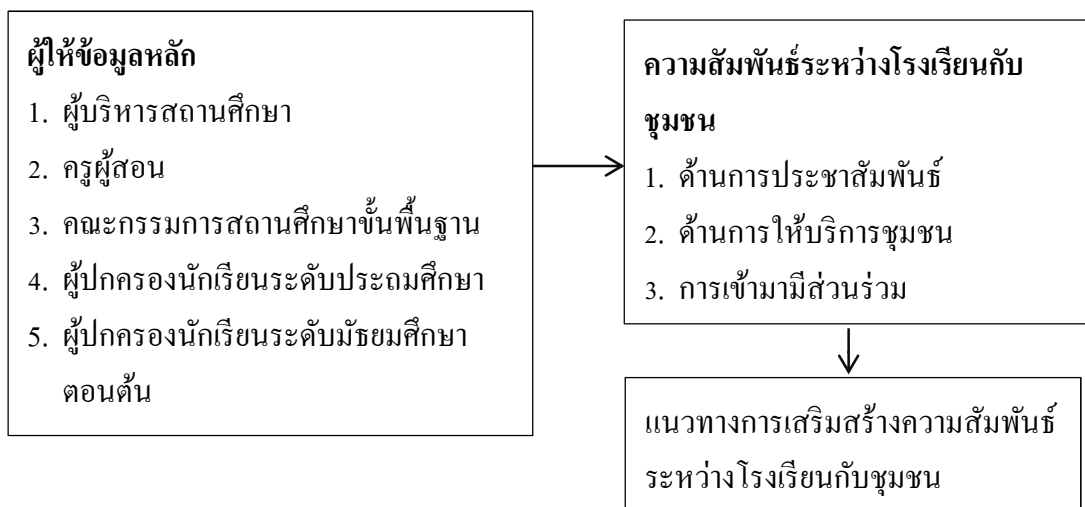 ผู้ให้ข้อมูลหลัก
1. ผู้บริหารสถานศึกษา
2. ครูผู้สอน
3. คณะกรรมการสถานศึกษาขั้นพื้นฐาน
4. ผู้ปกครองนักเรียนระดับประถมศึกษา
5. ผู้ปกครองนักเรียนระดับมัธยมศึกษา
ตอนต้น
ความสัมพันธ์ระหว่างโรงเรียนกับ
ชุมชน
1. ด้านการประชาสัมพันธ์
2. ด้านการให้บริการชุมชน
3. การเข้ามามีส่วนร่วม
แนวทางการเสริมสร้างความสัมพันธ์
ระหว่างโรงเรียนกับชุมชน